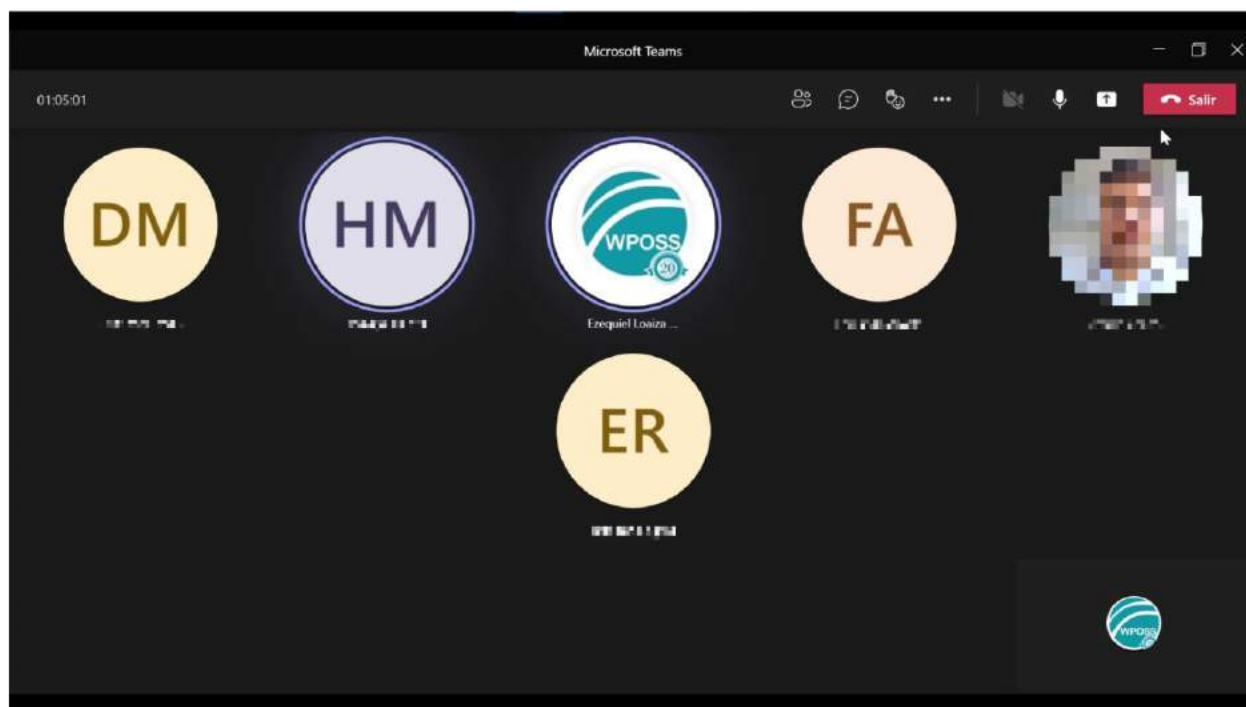 Microsoft Teams
01:05:01
Salir
DM
HM
WPOSS
20
FA
Ezequiel Loaiza ...
ER
WPOSS